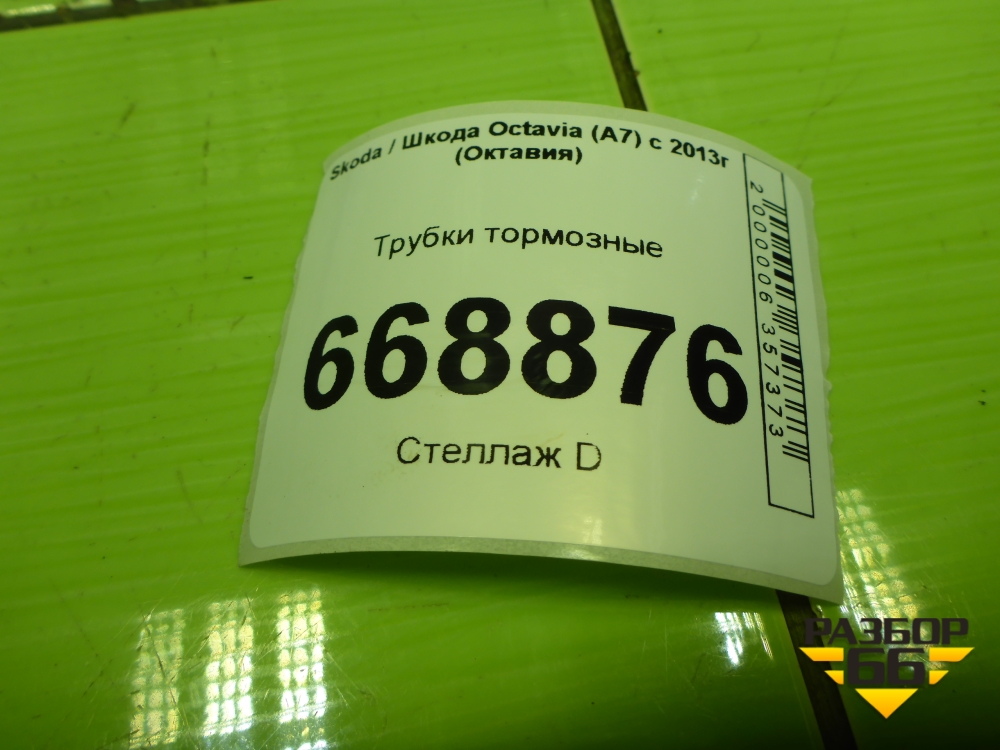 Skoda / Шкода Octavia (A7) с 2013г
(Октавия)
Трубки тормозные
668876
Стеллаж D
2000006357373
РАЗБОР
66